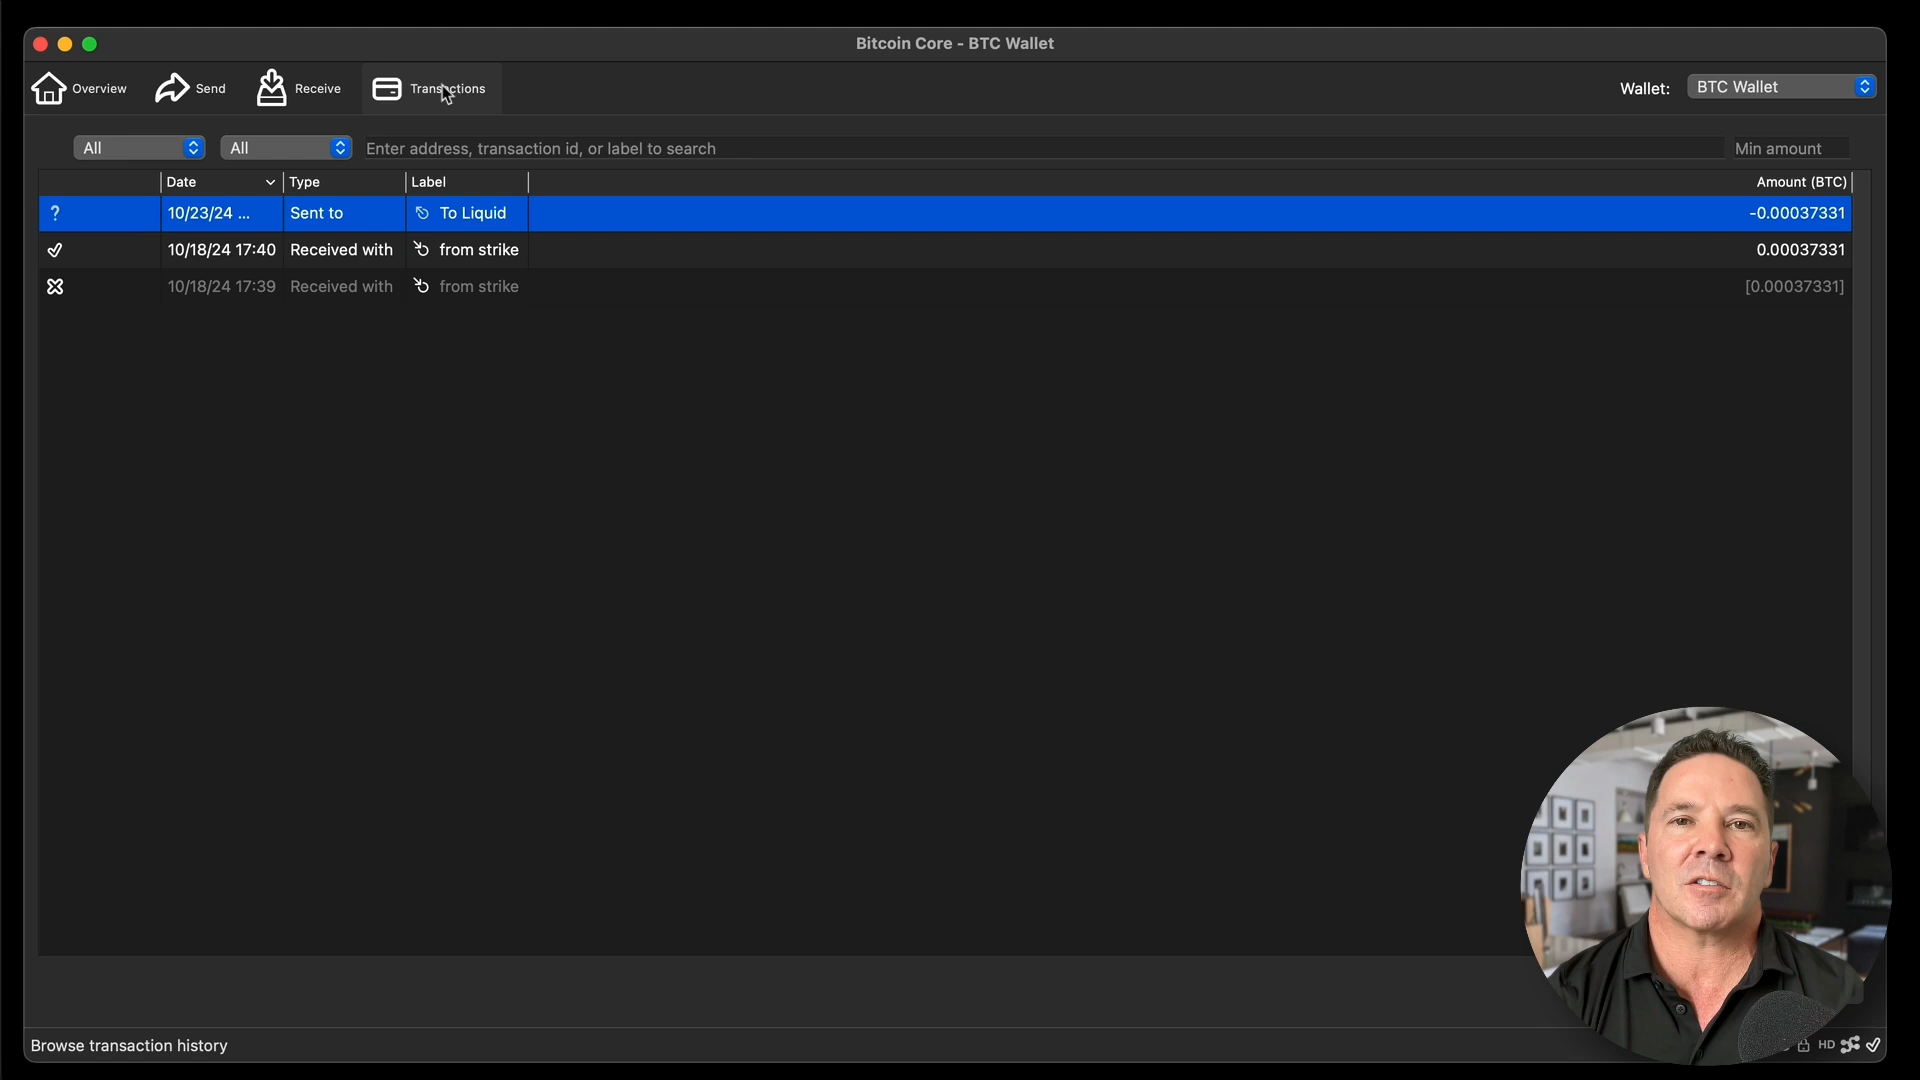 Bitcoin Core - BTC Wallet
Overview
Send
Receive
Transactions
Wallet:
BTC Wallet
All
All
Enter address, transaction id, or label to search
Min amount
Date
Type
Label
Amount (BTC)
? 10/23/24 ... Sent to To Liquid -0.00037331
10/18/24 17:40 Received with from strike 0.00037331
10/18/24 17:39 Received with from strike [0.00037331]
Browse transaction history
HD